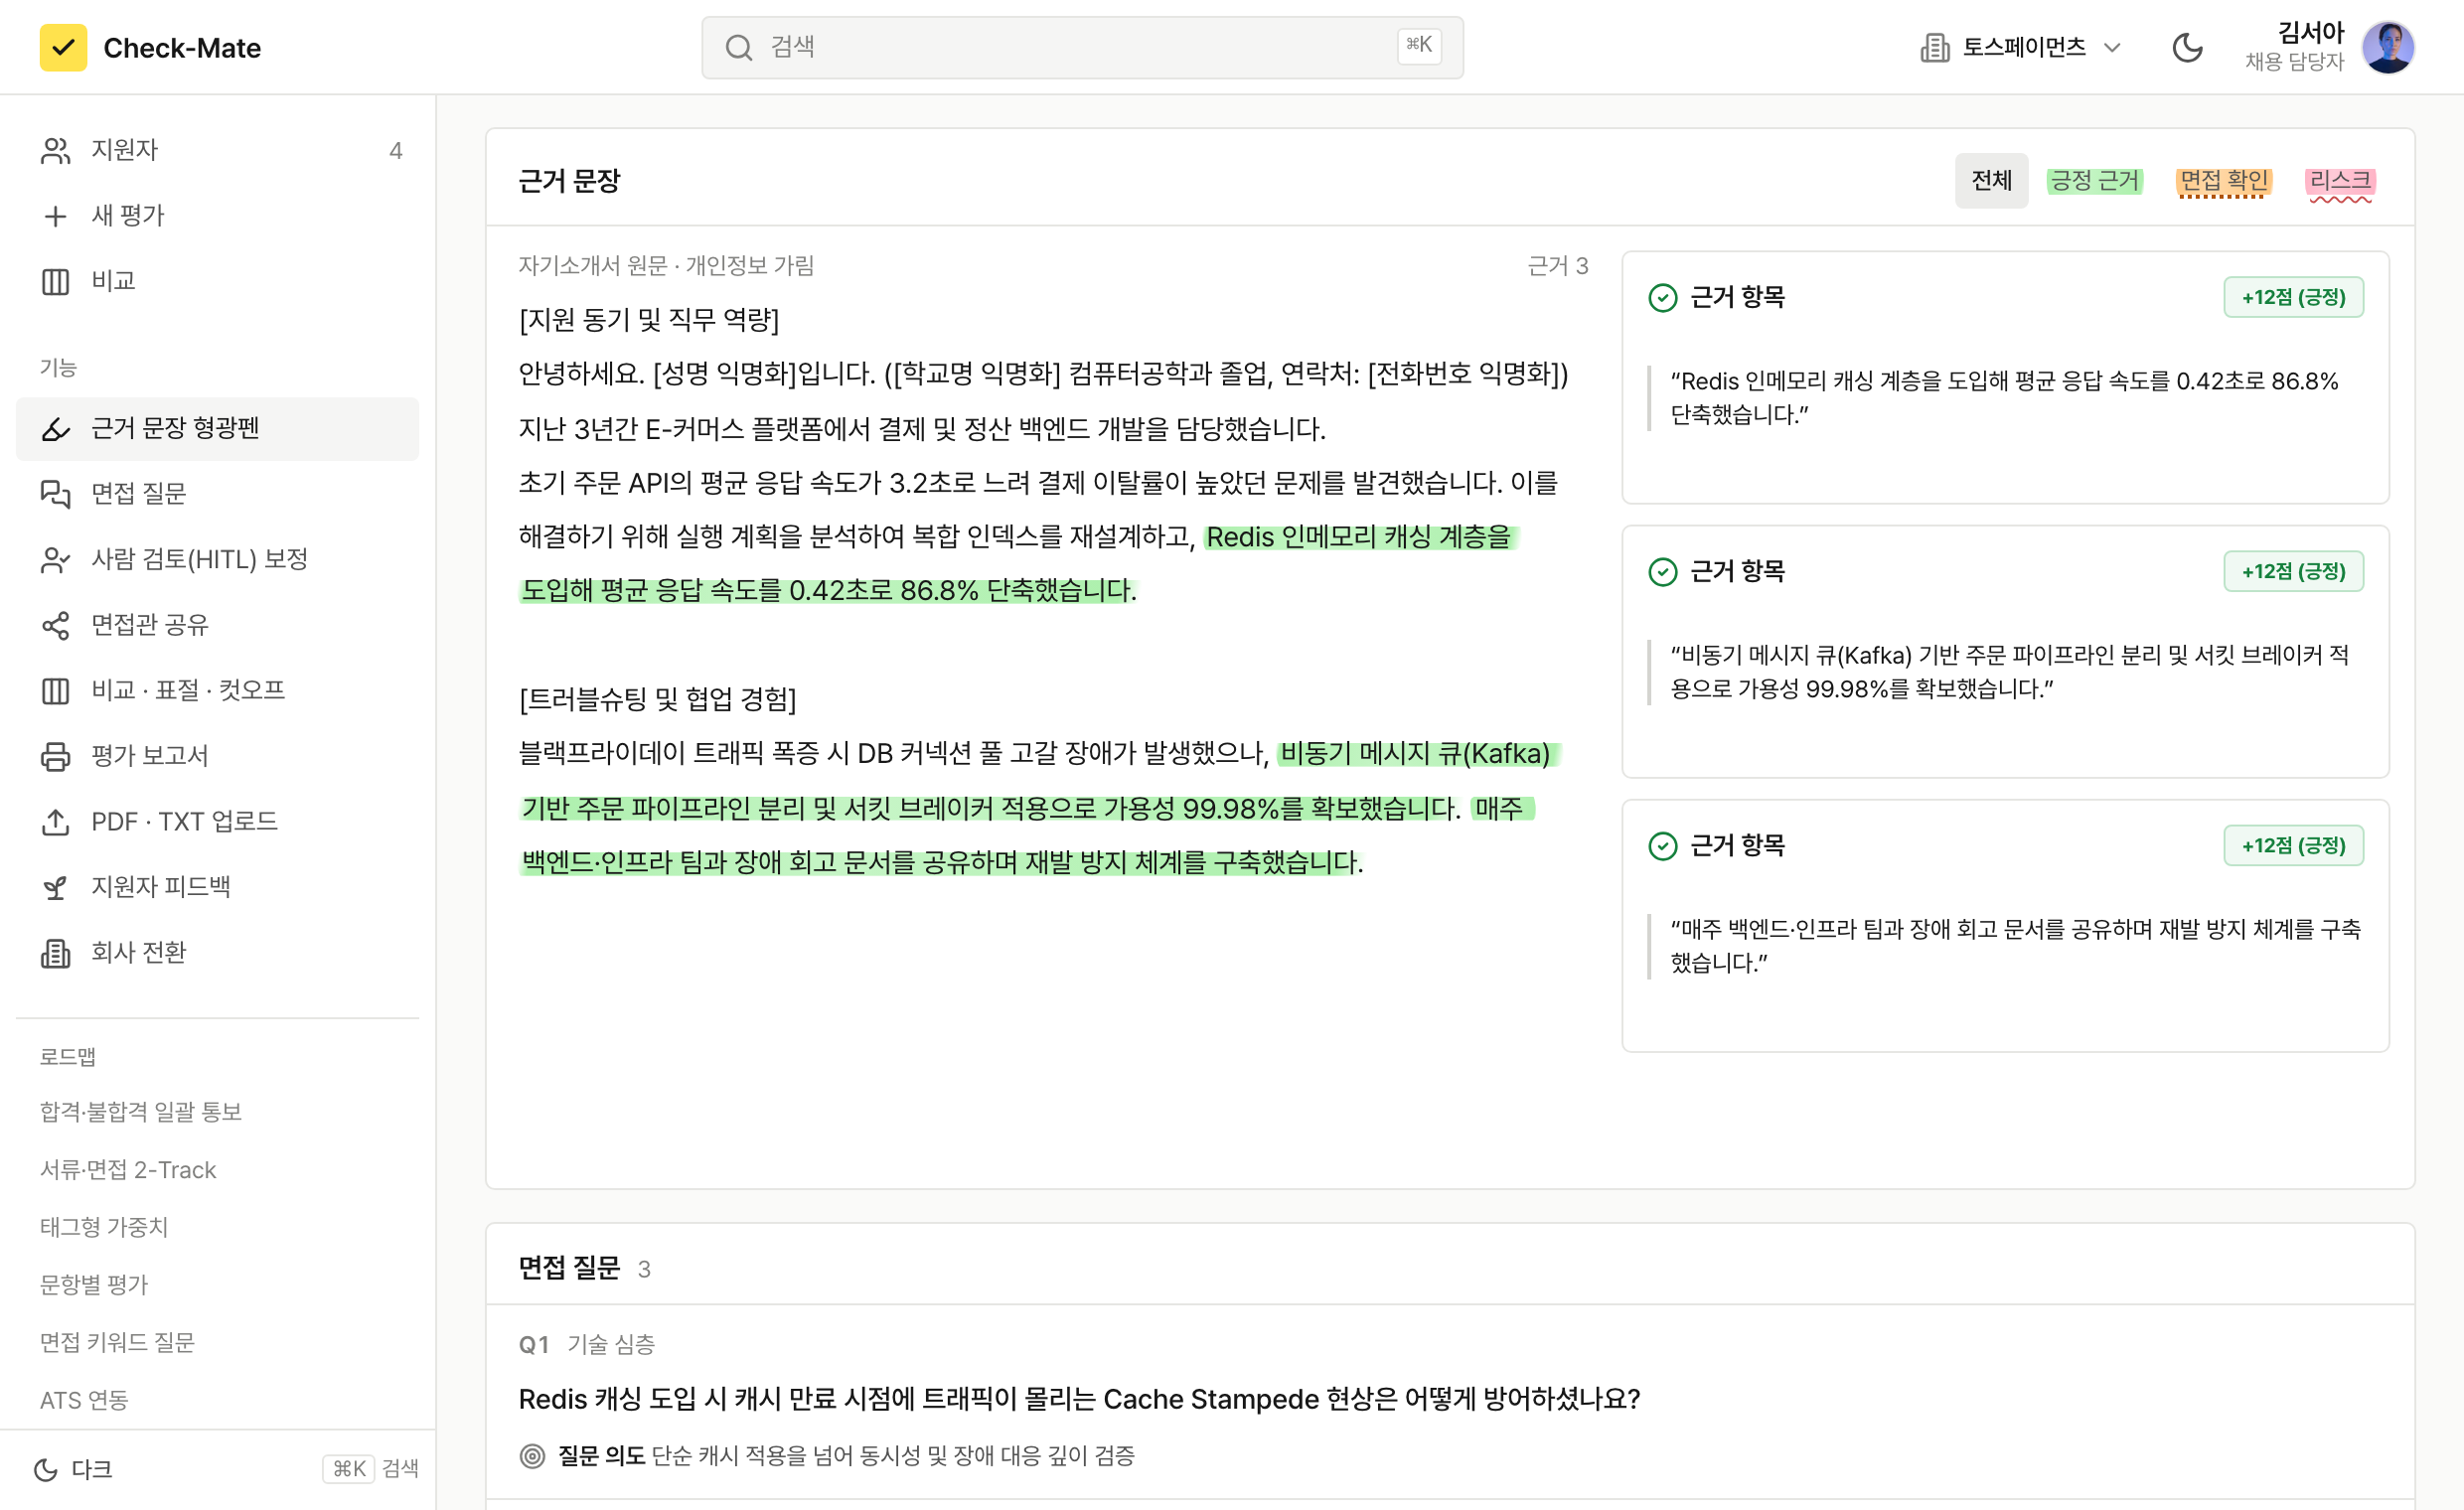 Check-Mate
검색
⌘K
토스페이먼츠
김서아
채용 담당자
지원자 4
새 평가
비교
기능
근거 문장 형광펜
면접 질문
사람 검토(HITL) 보정
면접관 공유
비교 · 표절 · 컷오프
평가 보고서
PDF · TXT 업로드
지원자 피드백
회사 전환
로드맵
합격·불합격 일괄 통보
서류·면접 2-Track
태그형 가중치
문항별 평가
면접 키워드 질문
ATS 연동
다크
⌘K 검색
근거 문장
전체 긍정 근거 면접 확인 리스크
자기소개서 원문 · 개인정보 가림 근거 3
[지원 동기 및 직무 역량]
안녕하세요. [성명 익명화]입니다. ([학교명 익명화] 컴퓨터공학과 졸업, 연락처: [전화번호 익명화])
지난 3년간 E-커머스 플랫폼에서 결제 및 정산 백엔드 개발을 담당했습니다.
초기 주문 API의 평균 응답 속도가 3.2초로 느려 결제 이탈률이 높았던 문제를 발견했습니다. 이를
해결하기 위해 실행 계획을 분석하여 복합 인덱스를 재설계하고, Redis 인메모리 캐싱 계층을
도입해 평균 응답 속도를 0.42초로 86.8% 단축했습니다.
[트러블슈팅 및 협업 경험]
블랙프라이데이 트래픽 폭증 시 DB 커넥션 풀 고갈 장애가 발생했으나, 비동기 메시지 큐(Kafka)
기반 주문 파이프라인 분리 및 서킷 브레이커 적용으로 가용성 99.98%를 확보했습니다. 매주
백엔드·인프라 팀과 장애 회고 문서를 공유하며 재발 방지 체계를 구축했습니다.
근거 항목
+12점 (긍정)
“Redis 인메모리 캐싱 계층을 도입해 평균 응답 속도를 0.42초로 86.8%
단축했습니다.”
근거 항목
+12점 (긍정)
“비동기 메시지 큐(Kafka) 기반 주문 파이프라인 분리 및 서킷 브레이커 적
용으로 가용성 99.98%를 확보했습니다.”
근거 항목
+12점 (긍정)
“매주 백엔드·인프라 팀과 장애 회고 문서를 공유하며 재발 방지 체계를 구축
했습니다.”
면접 질문 3
Q1 기술 심층
Redis 캐싱 도입 시 캐시 만료 시점에 트래픽이 몰리는 Cache Stampede 현상은 어떻게 방어하셨나요?
질문 의도 단순 캐시 적용을 넘어 동시성 및 장애 대응 깊이 검증